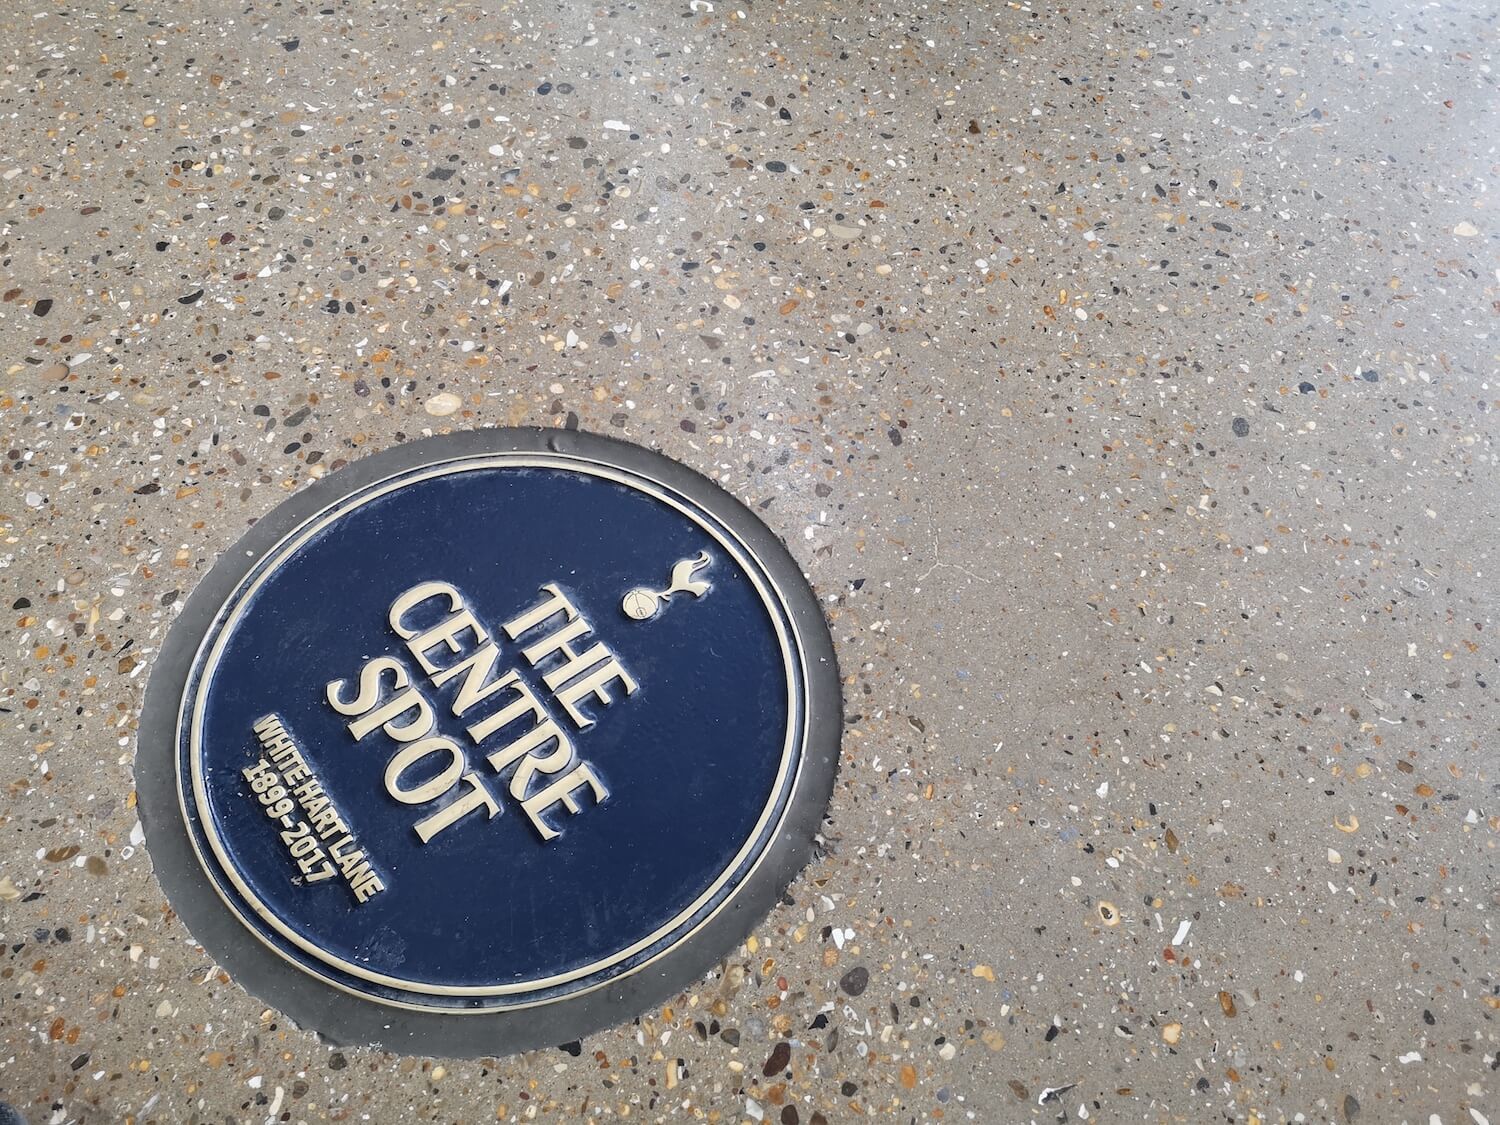 THE
CENTRE
SPOT
WHITE HART LANE
1899-2017